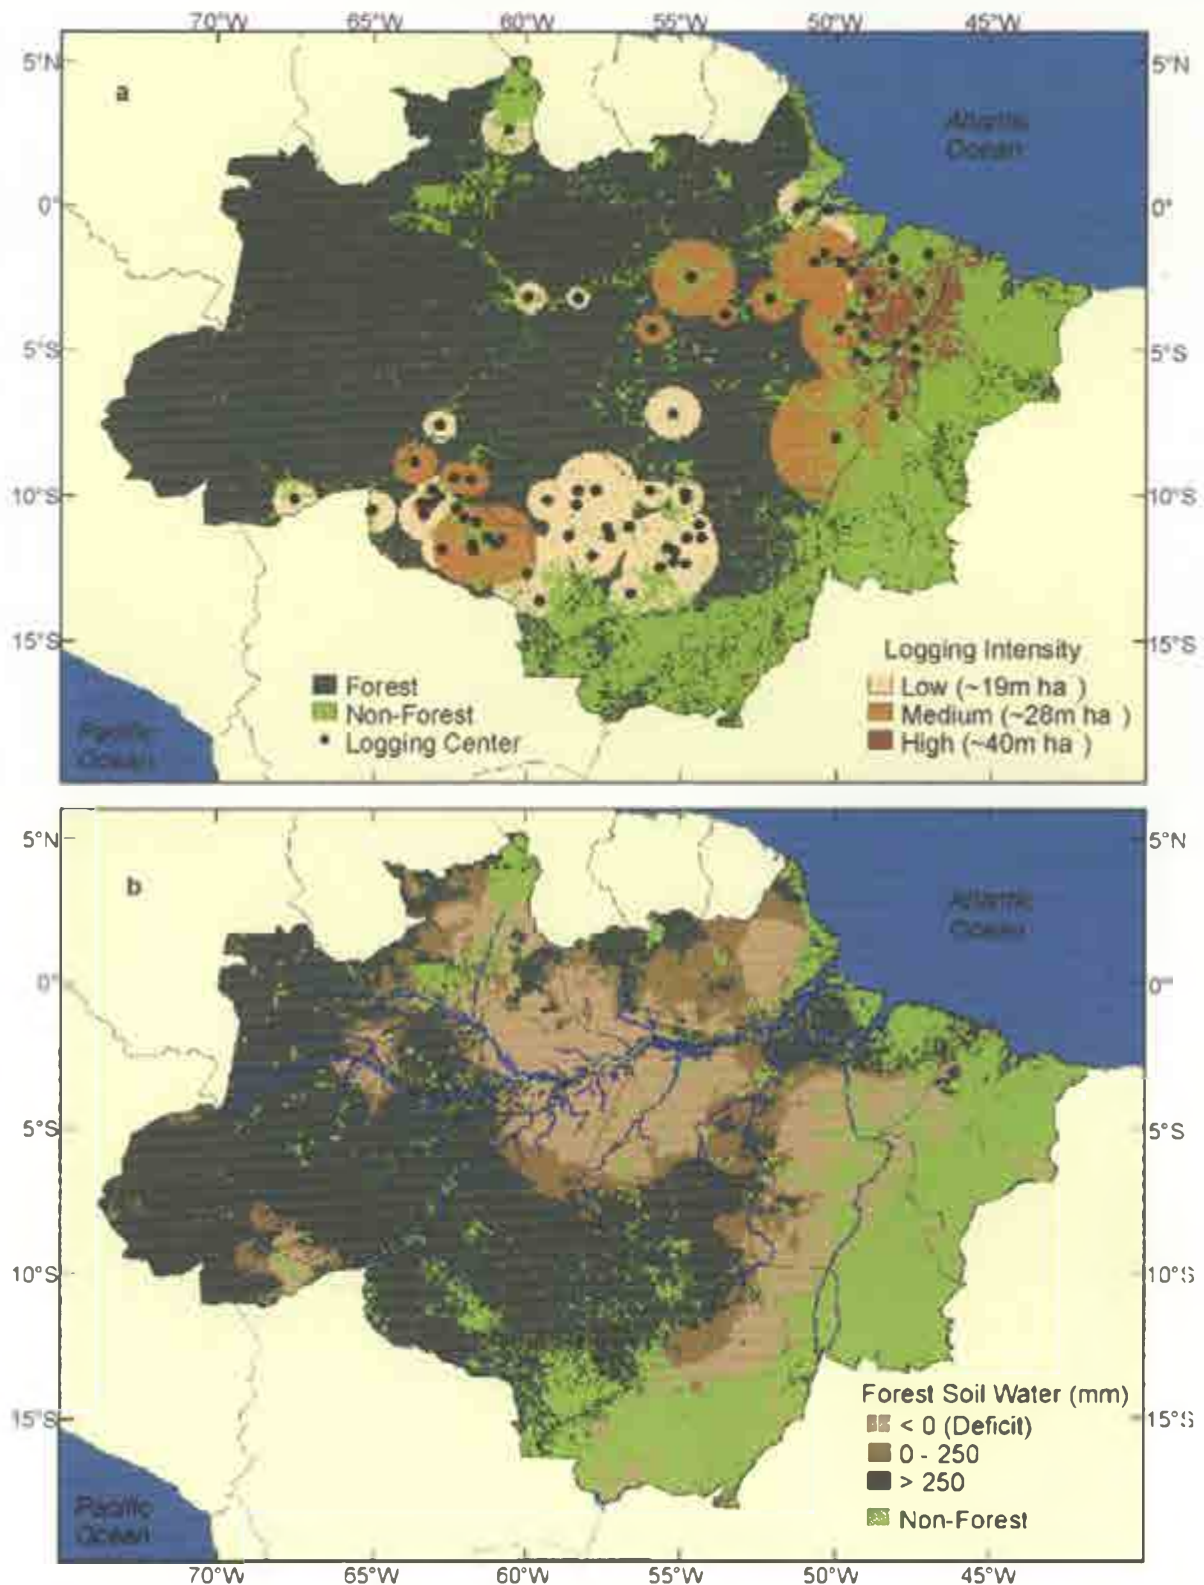 70°W 65°W 60°W 55°W 50°W 45°W
5°N 5°N
a
Atlantic
Ocean
0° 0°
5°S 5°S
10°S 10°S
15°S 15°S
Logging Intensity
Forest Low (~19m ha )
Non-Forest Medium (~28m ha )
Logging Center High (~40m ha )
Pacific
Ocean
5°N 5°N
b
Atlantic
Ocean
0° 0°
5°S 5°S
10°S 10°S
Forest Soil Water (mm)
15°S 15°S
< 0 (Deficit)
0 - 250
> 250
Non-Forest
Pacific
Ocean
70°W 65°W 60°W 55°W 50°W 45°W